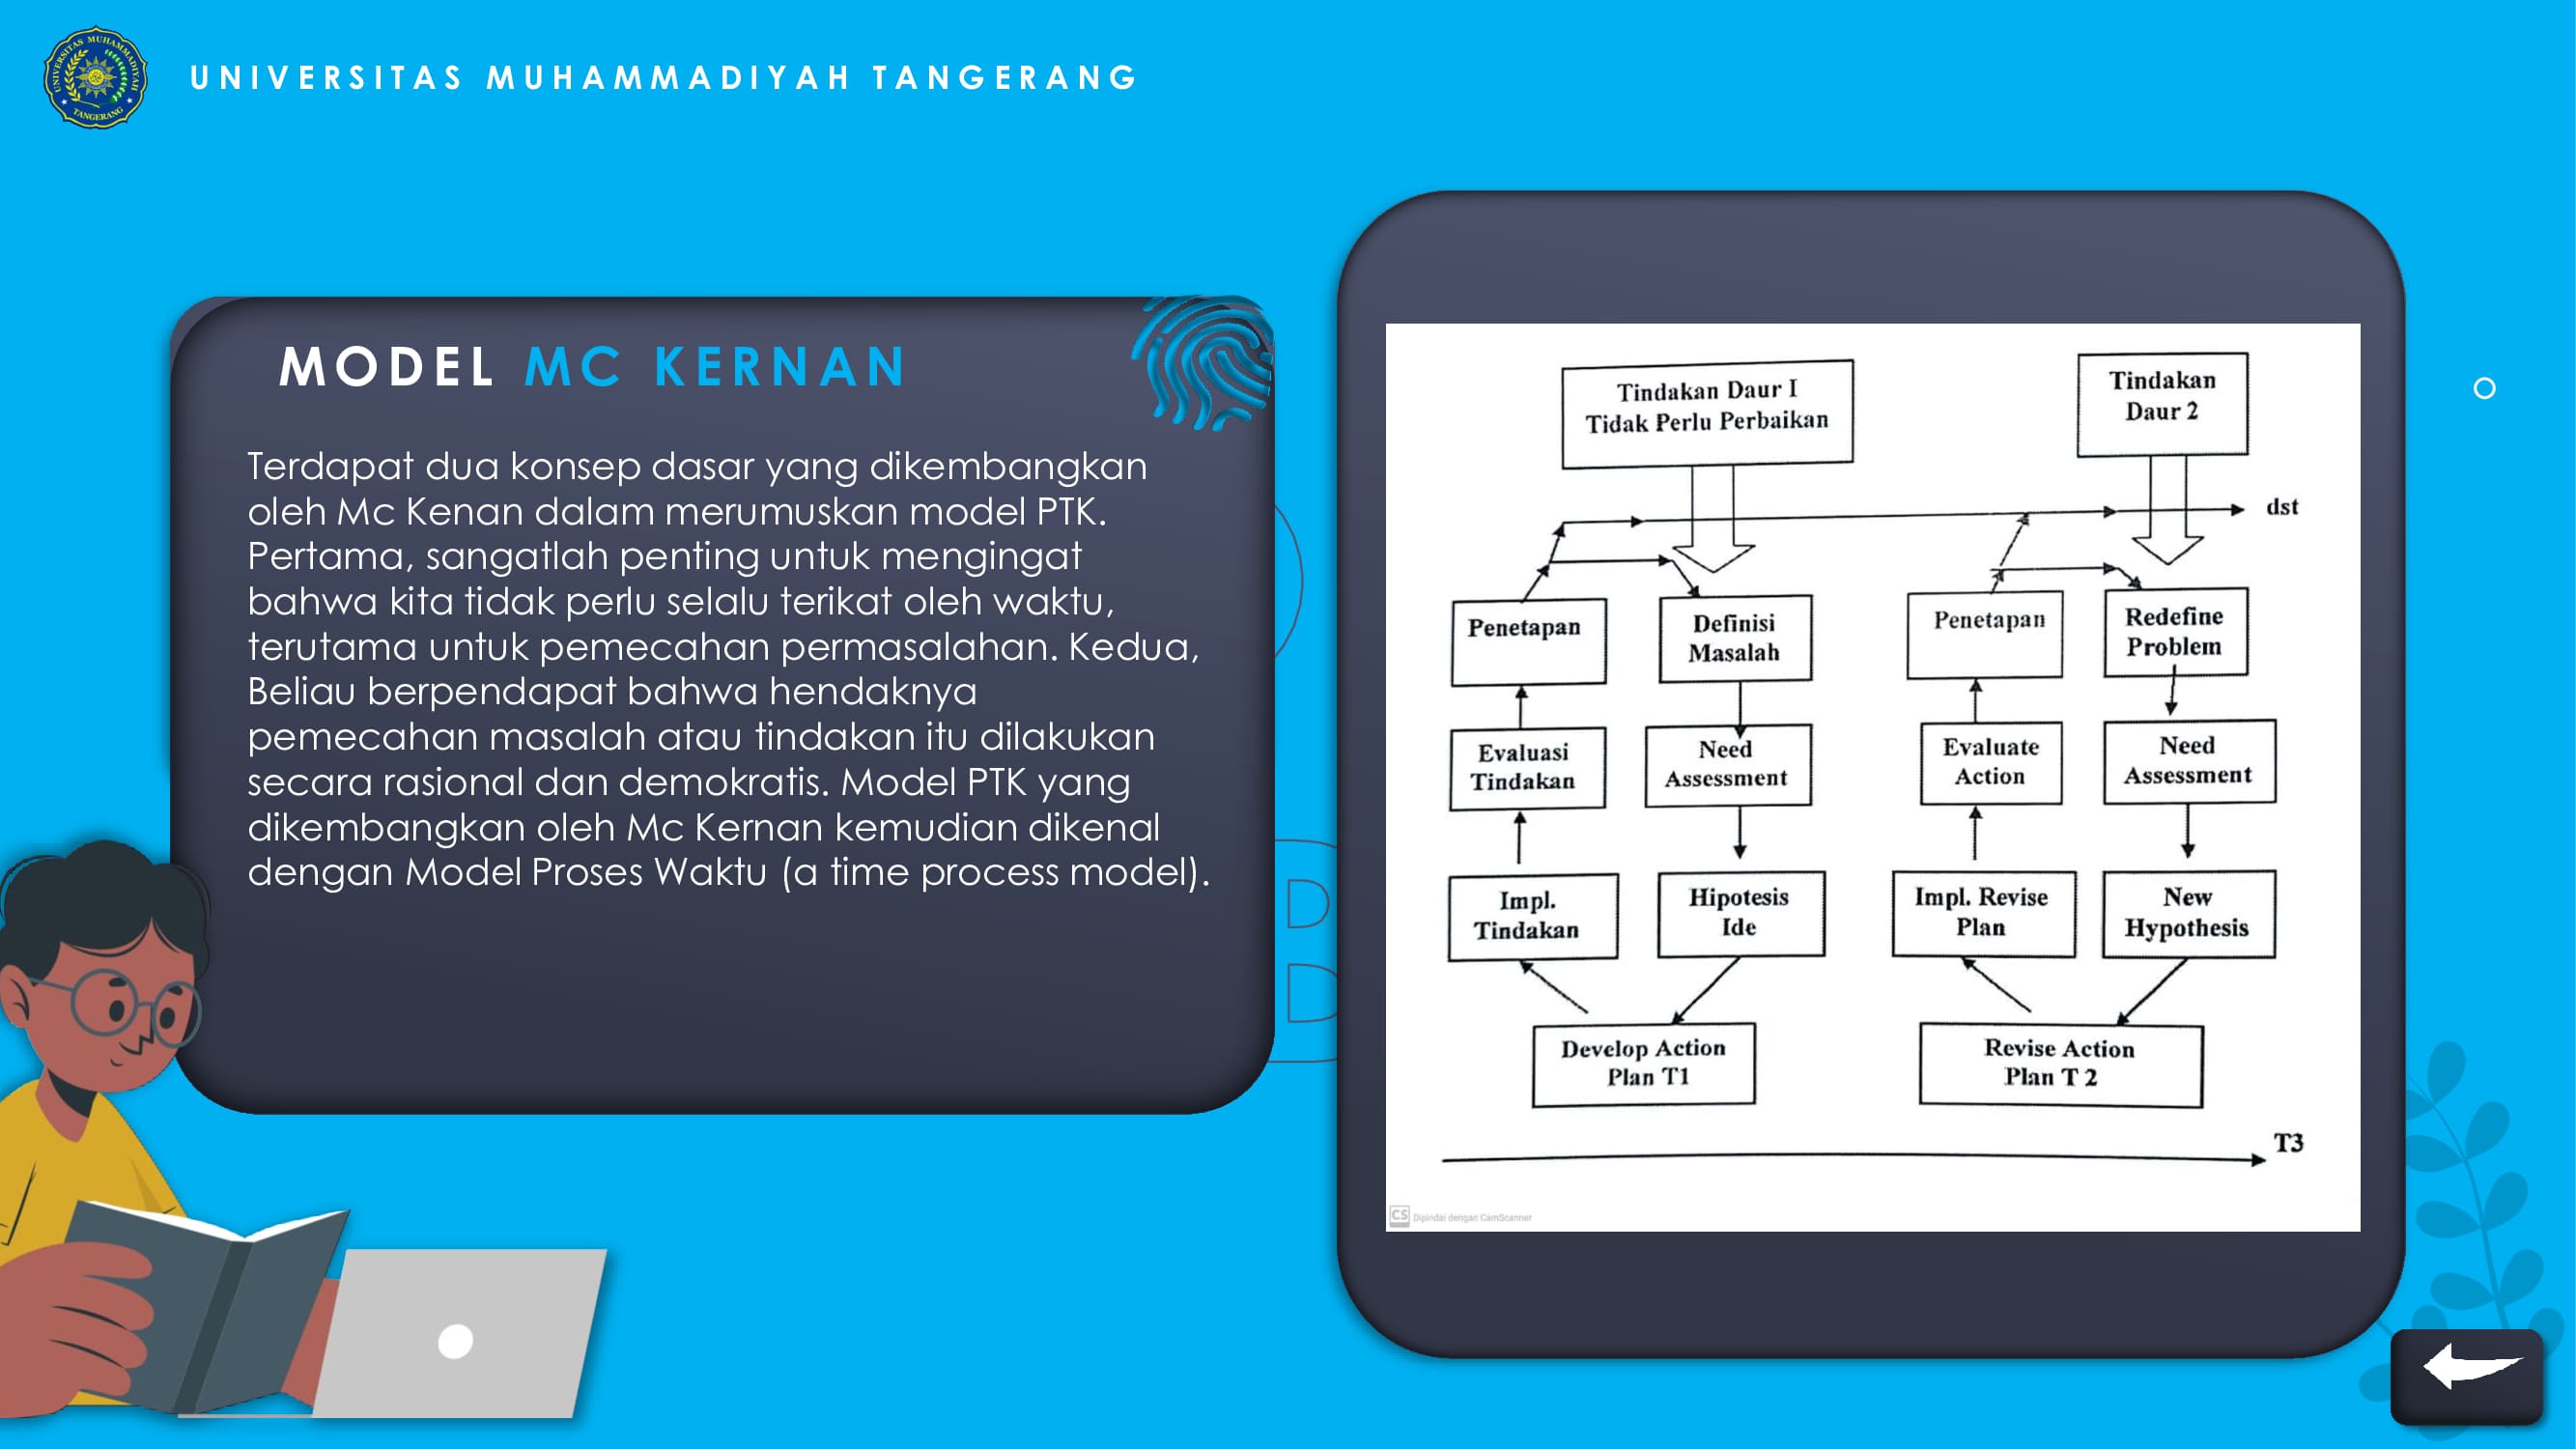 UNIVERSITAS MUHAMMADIYAH TANGERANG
UNIVERSITAS MUHAMMADIYAH
TANGERANG
MODEL MC KERNAN
Terdapat dua konsep dasar yang dikembangkan
oleh Mc Kenan dalam merumuskan model PTK.
Pertama, sangatlah penting untuk mengingat
bahwa kita tidak perlu selalu terikat oleh waktu,
terutama untuk pemecahan permasalahan. Kedua,
Beliau berpendapat bahwa hendaknya
pemecahan masalah atau tindakan itu dilakukan
secara rasional dan demokratis. Model PTK yang
dikembangkan oleh Mc Kernan kemudian dikenal
dengan Model Proses Waktu (a time process model).
Tindakan Daur I
Tidak Perlu Perbaikan
Tindakan
Daur 2
dst
Penetapan
Definisi
Masalah
Penetapan
Redefine
Problem
Evaluasi
Tindakan
Need
Assessment
Evaluate
Action
Need
Assessment
Impl.
Tindakan
Hipotesis
Ide
Impl. Revise
Plan
New
Hypothesis
Develop Action
Plan T1
Revise Action
Plan T 2
T3
CS Dipindai dengan CamScanner